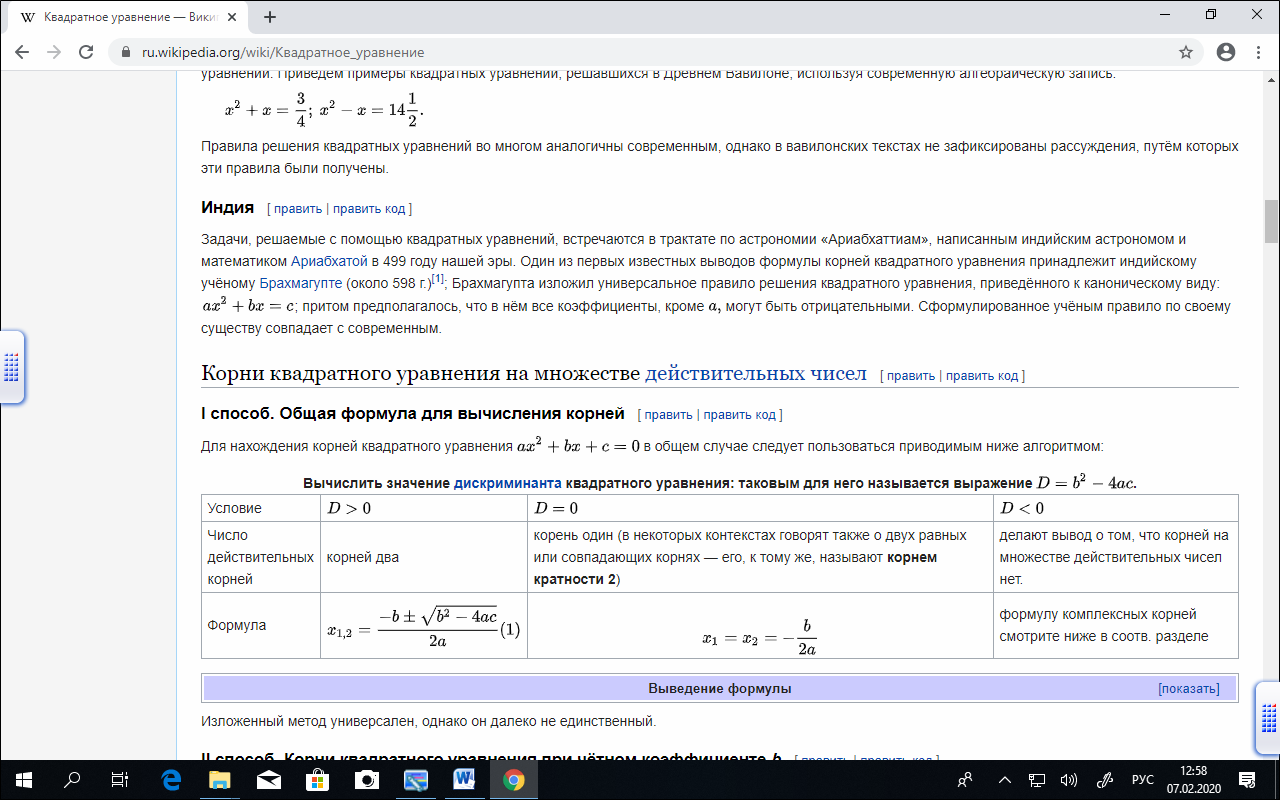 Квадратное уравнение — Вики
ru.wikipedia.org/wiki/Квадратное_уравнение
уравнений. Приведём примеры квадратных уравнений, решавшихся в Древнем Вавилоне, используя современную алгебраическую запись:
x² + x = 3/4; x² − x = 14 1/2.
Правила решения квадратных уравнений во многом аналогичны современным, однако в вавилонских текстах не зафиксированы рассуждения, путём которых
эти правила были получены.
Индия [ править | править код ]
Задачи, решаемые с помощью квадратных уравнений, встречаются в трактате по астрономии «Ариабхаттиам», написанным индийским астрономом и
математиком Ариабхатой в 499 году нашей эры. Один из первых известных выводов формулы корней квадратного уравнения принадлежит индийскому
учёному Брахмагупте (около 598 г.)[1]; Брахмагупта изложил универсальное правило решения квадратного уравнения, приведённого к каноническому виду:
ax² + bx = c; притом предполагалось, что в нём все коэффициенты, кроме a, могут быть отрицательными. Сформулированное учёным правило по своему
существу совпадает с современным.
Корни квадратного уравнения на множестве действительных чисел [ править | править код ]
I способ. Общая формула для вычисления корней [ править | править код ]
Для нахождения корней квадратного уравнения ax² + bx + c = 0 в общем случае следует пользоваться приводимым ниже алгоритмом:
Вычислить значение дискриминанта квадратного уравнения: таковым для него называется выражение D = b² − 4ac.
Условие D > 0 D = 0 D < 0
Число
действительных
корней
корней два
корень один (в некоторых контекстах говорят также о двух равных
или совпадающих корнях — его, к тому же, называют корнем
кратности 2)
делают вывод о том, что корней на
множестве действительных чисел
нет.
Формула
x₁,₂ = (−b ± √(b² − 4ac))/2a (1)
x₁ = x₂ = −b/2a
формулу комплексных корней
смотрите ниже в соотв. разделе
Выведение формулы [показать]
Изложенный метод универсален, однако он далеко не единственный.
II способ. Корни квадратного уравнения при чётном коэффициенте b [ править | править код ]
РУС
12:58
07.02.2020